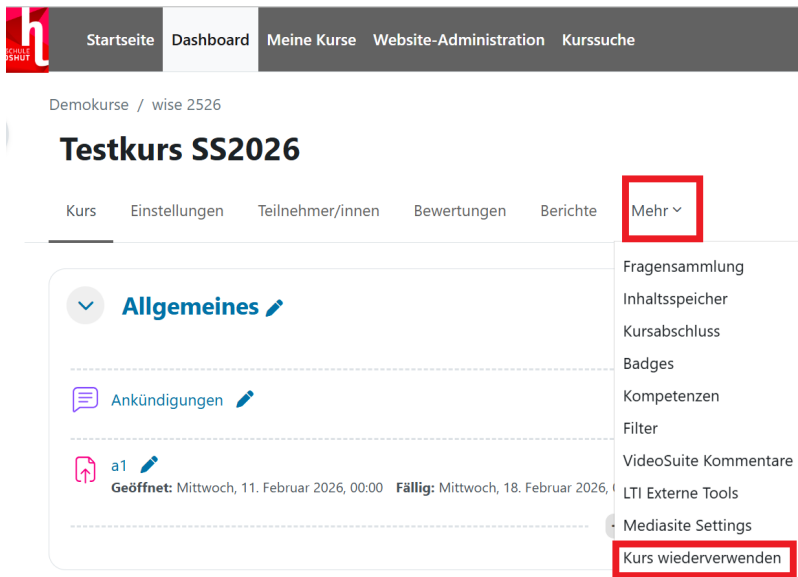 h
SCHULE
DSHUT
Startseite Dashboard Meine Kurse Website-Administration Kurssuche
Demokurse / wise 2526
Testkurs SS2026
Kurs Einstellungen Teilnehmer/innen Bewertungen Berichte Mehr
Fragensammlung
Inhaltsspeicher
Kursabschluss
Badges
Kompetenzen
Filter
VideoSuite Kommentare
LTI Externe Tools
Mediasite Settings
Kurs wiederverwenden
Allgemeines
Ankündigungen
a1
Geöffnet: Mittwoch, 11. Februar 2026, 00:00 Fällig: Mittwoch, 18. Februar 2026,